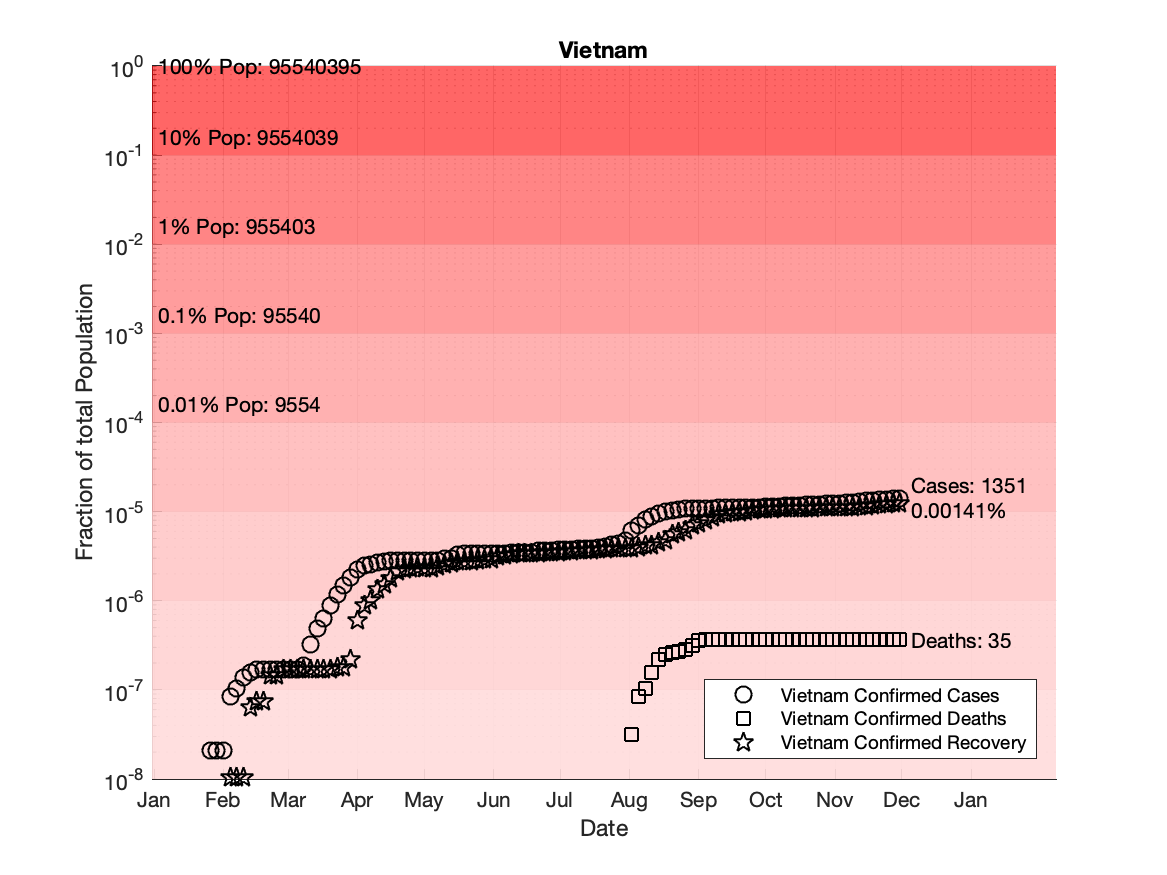 Vietnam
10^0
100% Pop: 95540395
10% Pop: 9554039
10^-1
1% Pop: 955403
10^-2
0.1% Pop: 95540
10^-3
0.01% Pop: 9554
10^-4
Cases: 1351
10^-5
0.00141%
10^-6
Deaths: 35
10^-7
Vietnam Confirmed Cases
Vietnam Confirmed Deaths
Vietnam Confirmed Recovery
10^-8
Fraction of total Population
Jan Feb Mar Apr May Jun Jul Aug Sep Oct Nov Dec Jan
Date